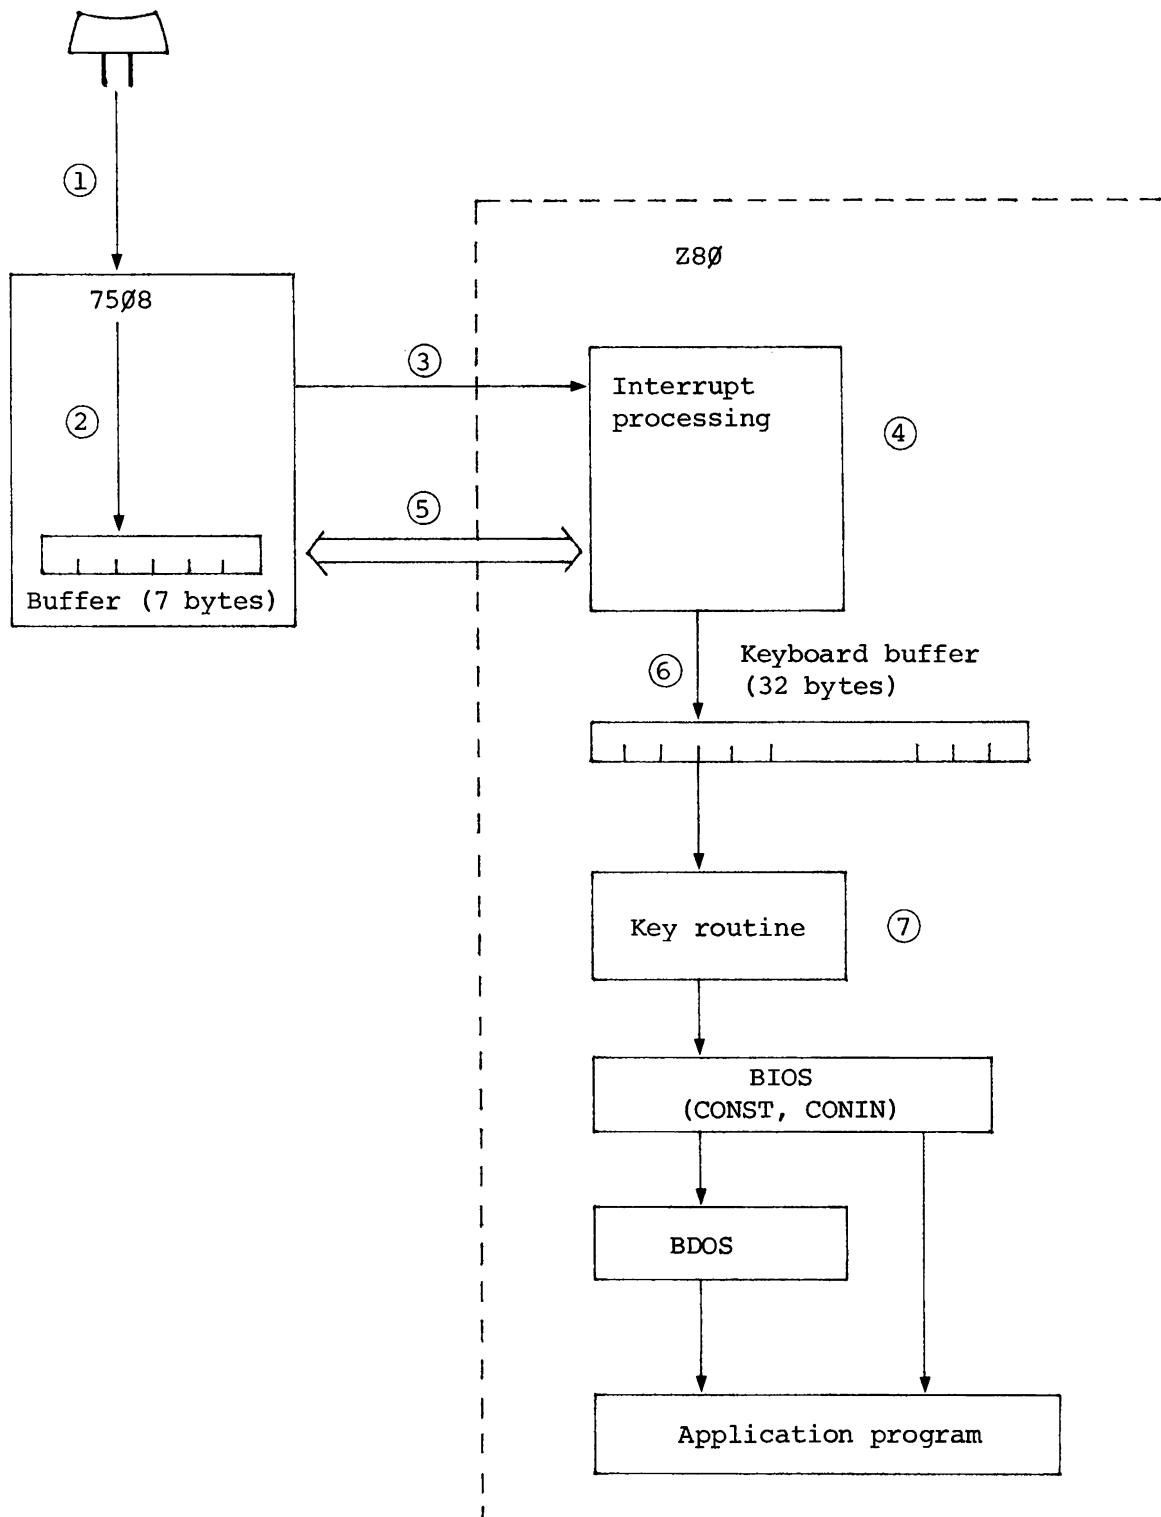 ①
Z8Ø
75Ø8
③
Interrupt
processing
②
④
⑤
Buffer (7 bytes)
⑥
Keyboard buffer
(32 bytes)
Key routine
⑦
BIOS
(CONST, CONIN)
BDOS
Application program